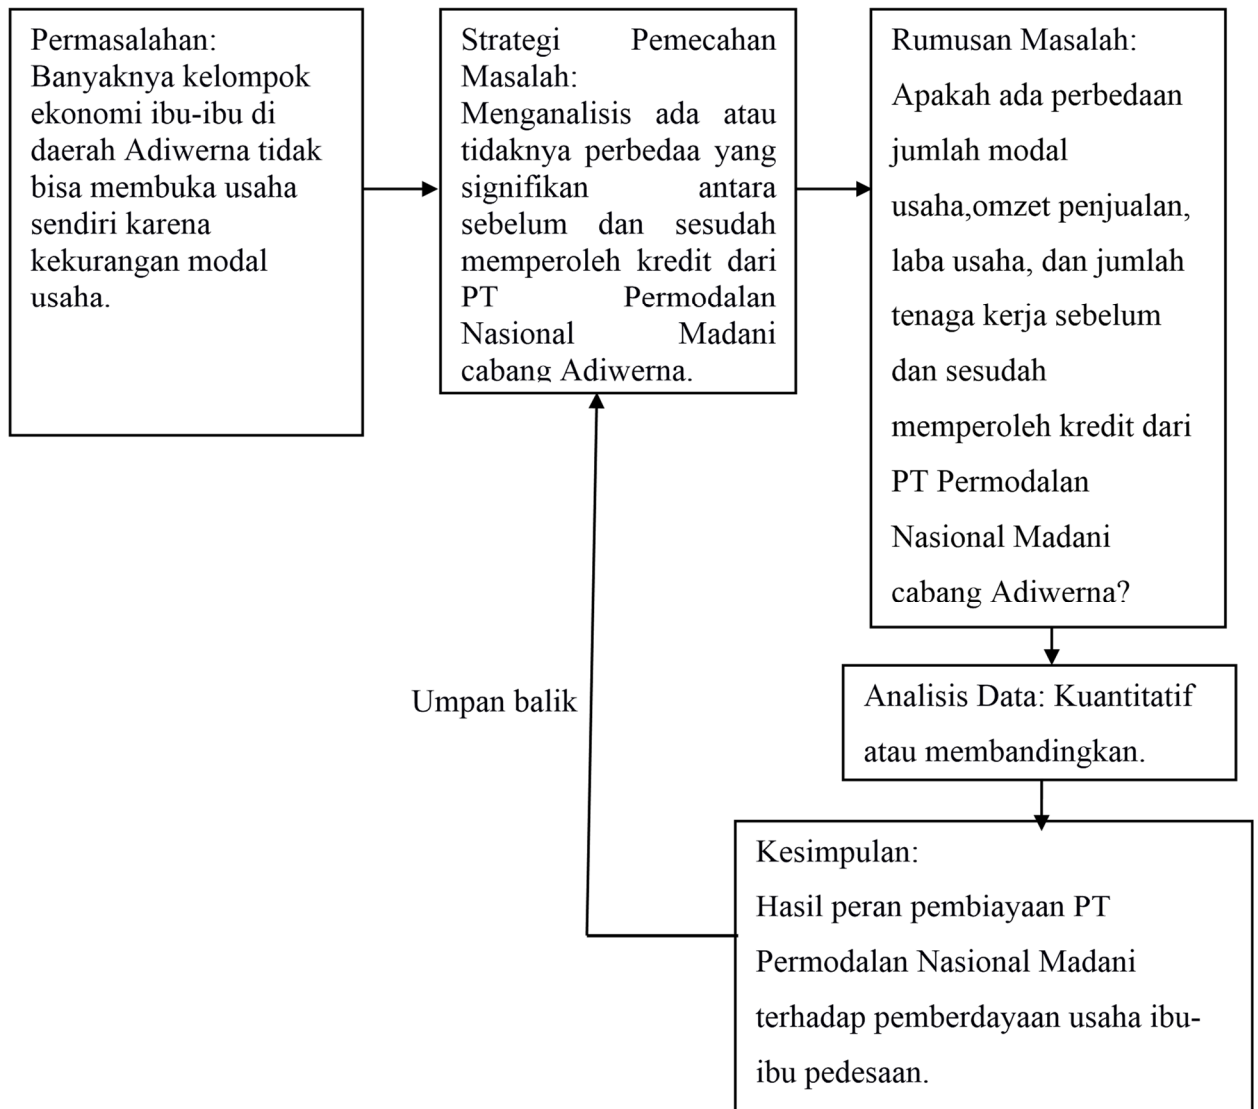 Permasalahan:
Banyaknya kelompok
ekonomi ibu-ibu di
daerah Adiwerna tidak
bisa membuka usaha
sendiri karena
kekurangan modal
usaha.
Strategi Pemecahan
Masalah:
Menganalisis ada atau
tidaknya perbedaa yang
signifikan antara
sebelum dan sesudah
memperoleh kredit dari
PT Permodalan
Nasional Madani
cabang Adiwerna.
Rumusan Masalah:
Apakah ada perbedaan
jumlah modal
usaha,omzet penjualan,
laba usaha, dan jumlah
tenaga kerja sebelum
dan sesudah
memperoleh kredit dari
PT Permodalan
Nasional Madani
cabang Adiwerna?
Analisis Data: Kuantitatif
atau membandingkan.
Umpan balik
Kesimpulan:
Hasil peran pembiayaan PT
Permodalan Nasional Madani
terhadap pemberdayaan usaha ibu-
ibu pedesaan.